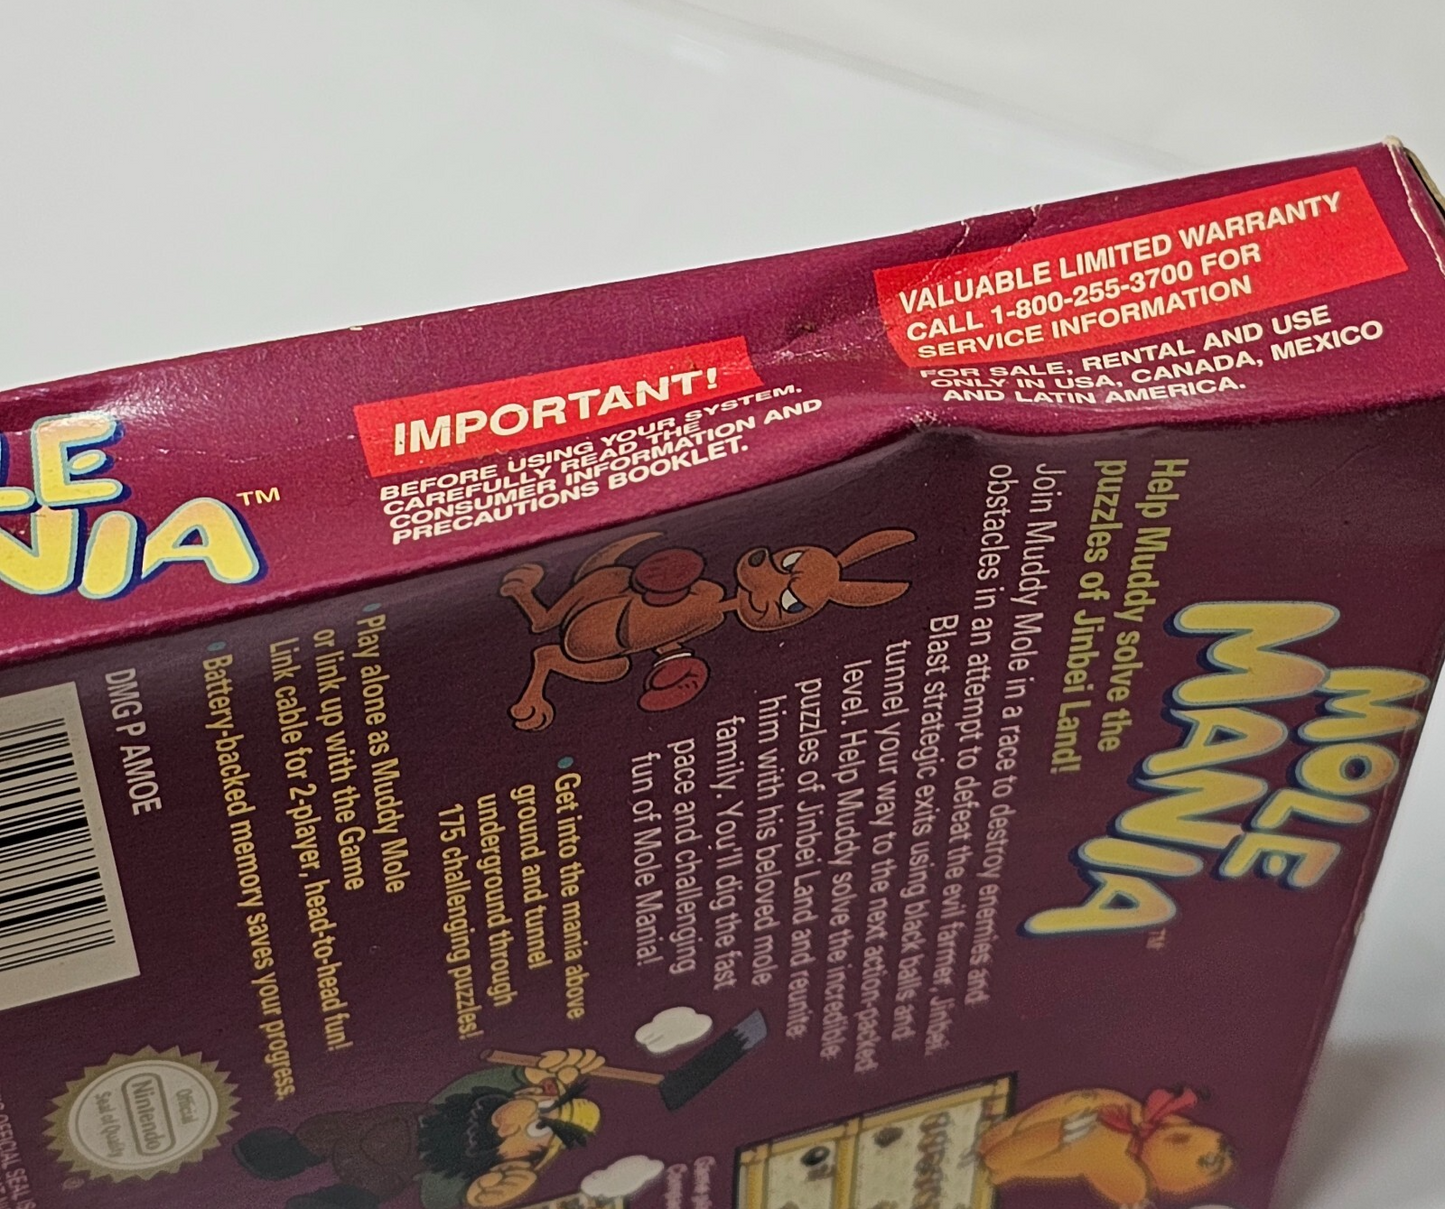 LE
NIA™
IMPORTANT!
BEFORE USING YOUR SYSTEM.
CAREFULLY READ THE
CONSUMER INFORMATION AND
PRECAUTIONS BOOKLET.
VALUABLE LIMITED WARRANTY
CALL 1-800-255-3700 FOR
SERVICE INFORMATION
FOR SALE, RENTAL AND USE
ONLY IN USA, CANADA, MEXICO
AND LATIN AMERICA.
MOLE
MANIA™
Help Muddy solve the
puzzles of Jinbei Land!
Join Muddy Mole in a race to destroy enemies and
obstacles in an attempt to defeat the evil farmer, Jinbei.
Blast strategic exits using black balls and
tunnel your way to the next action-packed
level. Help Muddy solve the incredible
puzzles of Jinbei Land and reunite
him with his beloved mole
family. You'll dig the fast
pace and challenging
fun of Mole Mania!
• Get into the mania above
ground and tunnel
underground through
175 challenging puzzles!
• Play alone as Muddy Mole
or link up with the Game
Link cable for 2-player, head-to-head fun!
• Battery-backed memory saves your progress.
DMG P AMOE
Official
Nintendo
Seal of Quality
®
OFFICIAL SEAL IS